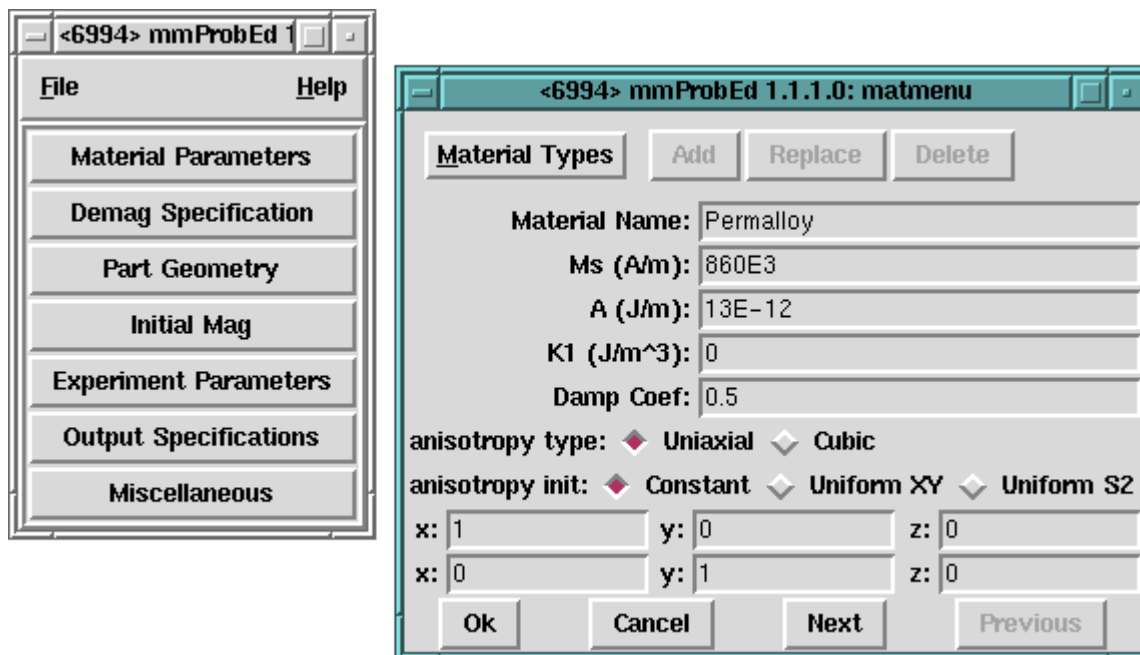 <6994> mmProbEd 1
File Help
Material Parameters
Demag Specification
Part Geometry
Initial Mag
Experiment Parameters
Output Specifications
Miscellaneous
<6994> mmProbEd 1.1.1.0: matmenu
Material Types Add Replace Delete
Material Name: Permalloy
Ms (A/m): 860E3
A (J/m): 13E-12
K1 (J/m^3): 0
Damp Coef: 0.5
anisotropy type: Uniaxial Cubic
anisotropy init: Constant Uniform XY Uniform S2
x: 1 y: 0 z: 0
x: 0 y: 1 z: 0
Ok Cancel Next Previous